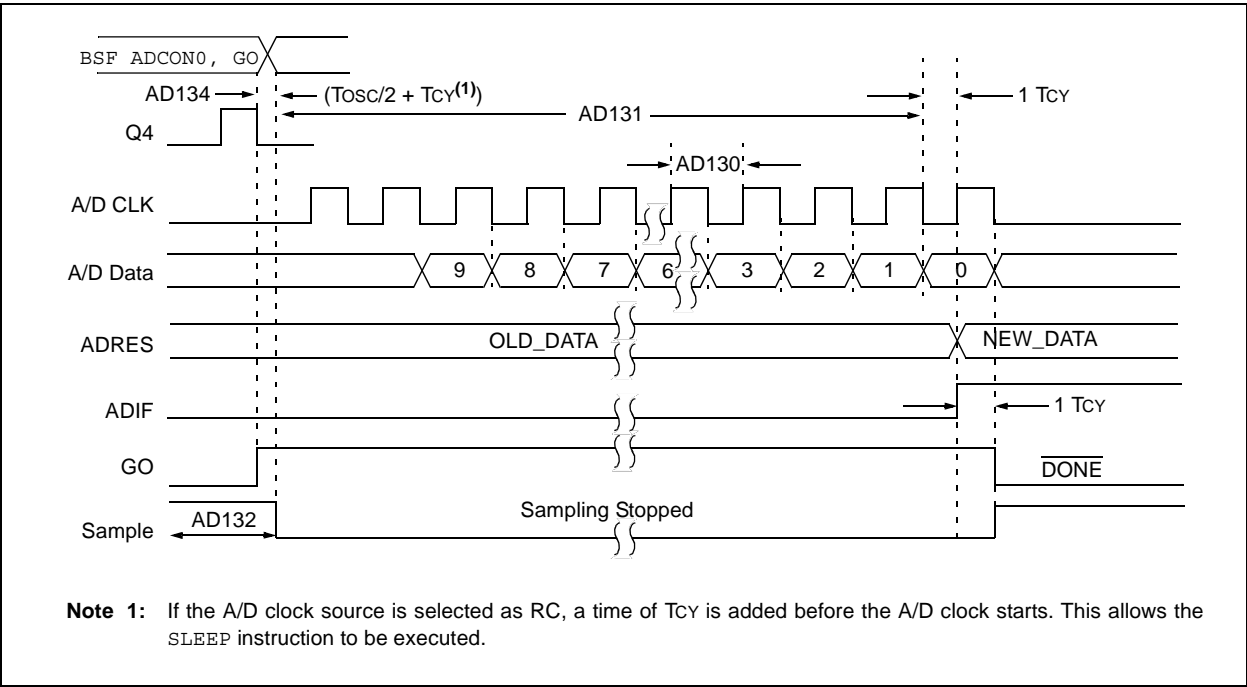 BSF ADCON0, GO
AD134
(TOSC/2 + TCY(1))
1 TCY
AD131
Q4
AD130
A/D CLK
A/D Data
9
8
7
6
3
2
1
0
ADRES
OLD_DATA
NEW_DATA
ADIF
1 TCY
GO
DONE
AD132
Sampling Stopped
Sample
Note 1: If the A/D clock source is selected as RC, a time of TCY is added before the A/D clock starts. This allows the
SLEEP instruction to be executed.